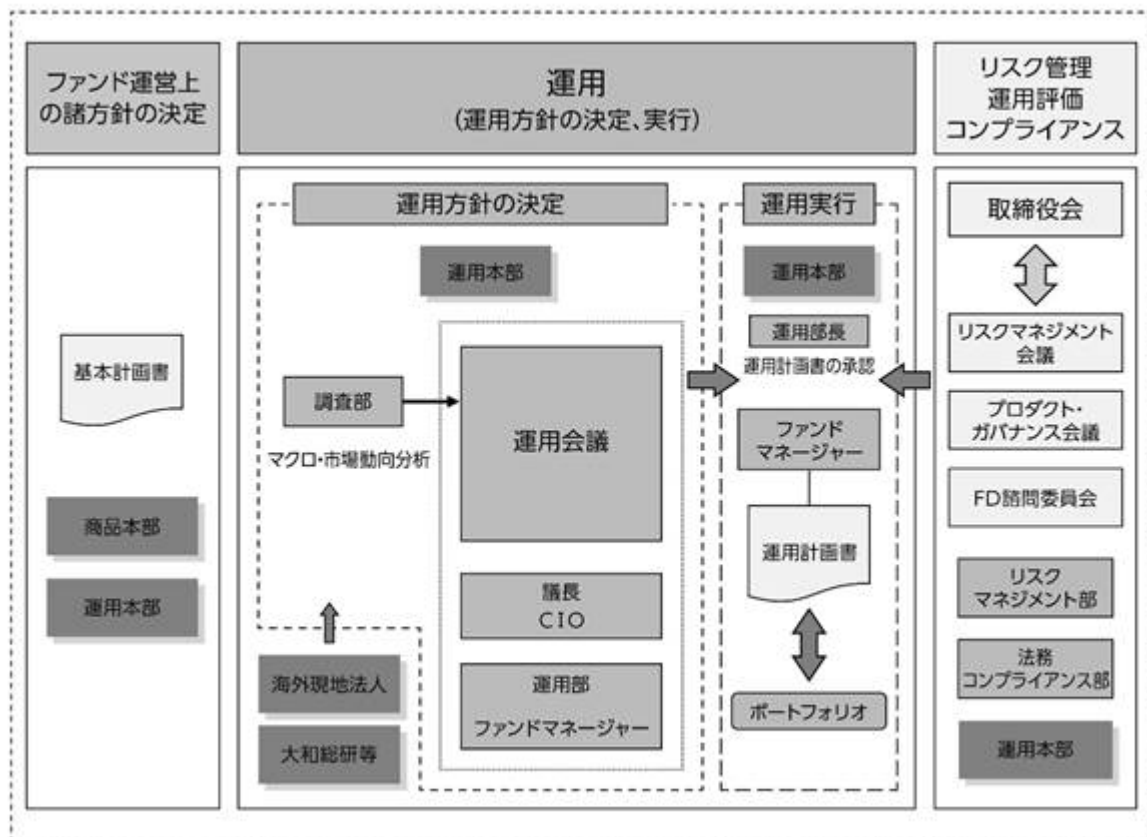 ファンド運営上
の諸方針の決定
運用
(運用方針の決定、実行)
リスク管理
運用評価
コンプライアンス
基本計画書
商品本部
運用本部
運用方針の決定
運用本部
調査部
マクロ・市場動向分析
運用会議
議長
CIO
運用部
ファンドマネージャー
海外現地法人
大和総研等
運用実行
運用本部
運用部長
運用計画書の承認
ファンド
マネージャー
運用計画書
ポートフォリオ
取締役会
リスクマネジメント
会議
プロダクト・
ガバナンス会議
FD諮問委員会
リスク
マネジメント部
法務
コンプライアンス部
運用本部